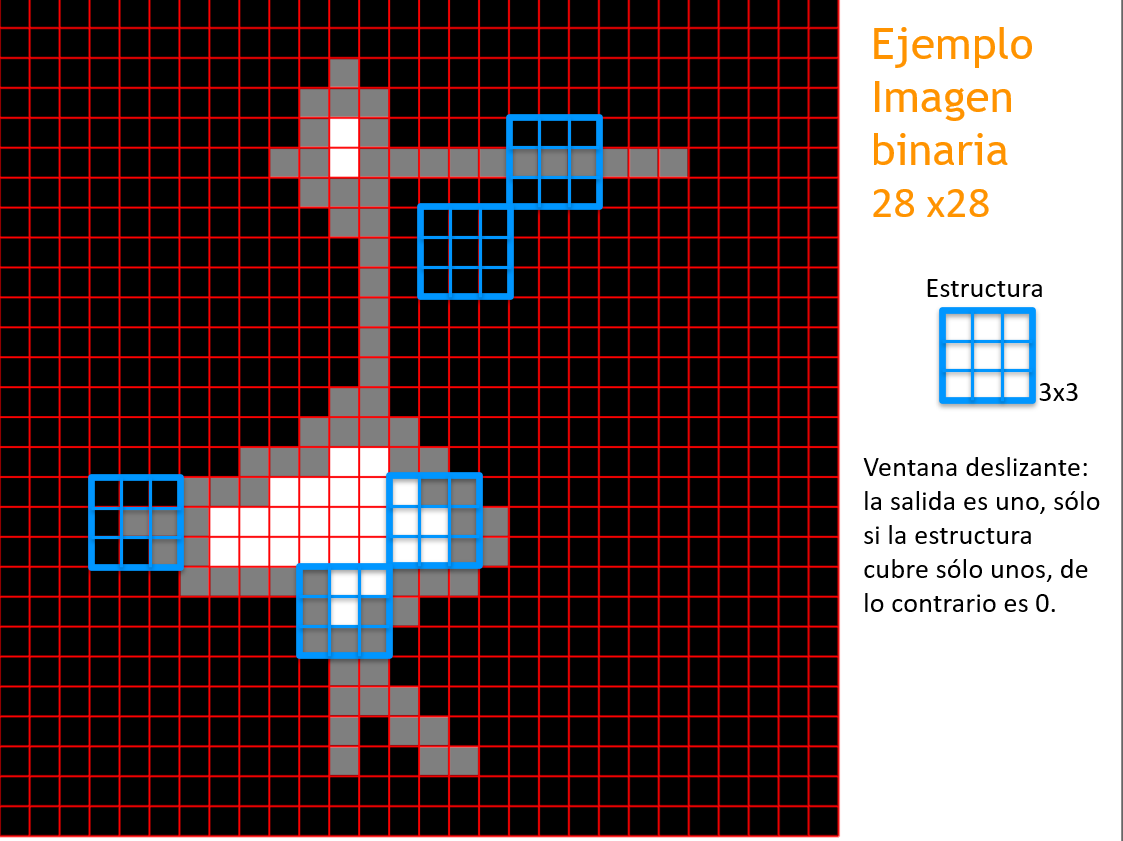 Ejemplo
Imagen
binaria
28 x28
Estructura
3x3
Ventana deslizante:
la salida es uno, sólo
si la estructura
cubre sólo unos, de
lo contrario es 0.